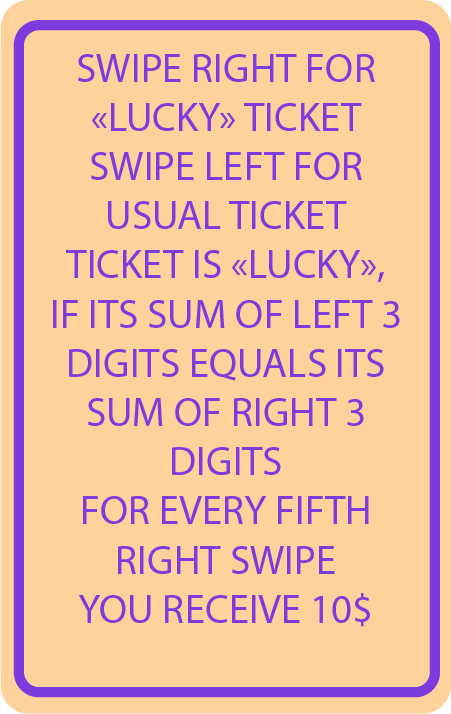 SWIPE RIGHT FOR
«LUCKY» TICKET
SWIPE LEFT FOR
USUAL TICKET
TICKET IS «LUCKY»,
IF ITS SUM OF LEFT 3
DIGITS EQUALS ITS
SUM OF RIGHT 3
DIGITS
FOR EVERY FIFTH
RIGHT SWIPE
YOU RECEIVE 10$